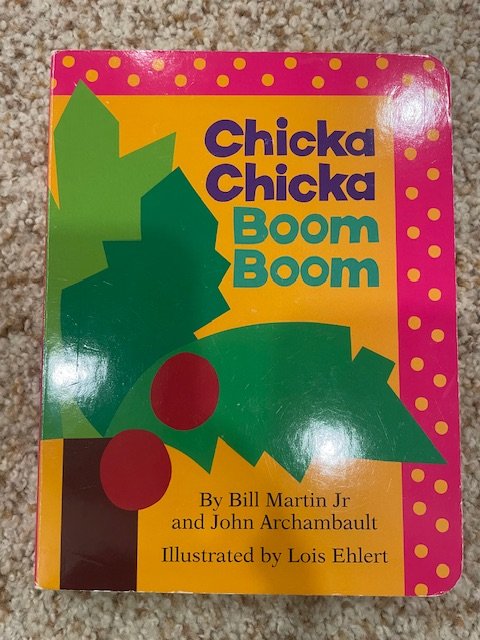 Chicka
Chicka
Boom
Boom
By Bill Martin Jr
and John Archambault
Illustrated by Lois Ehlert